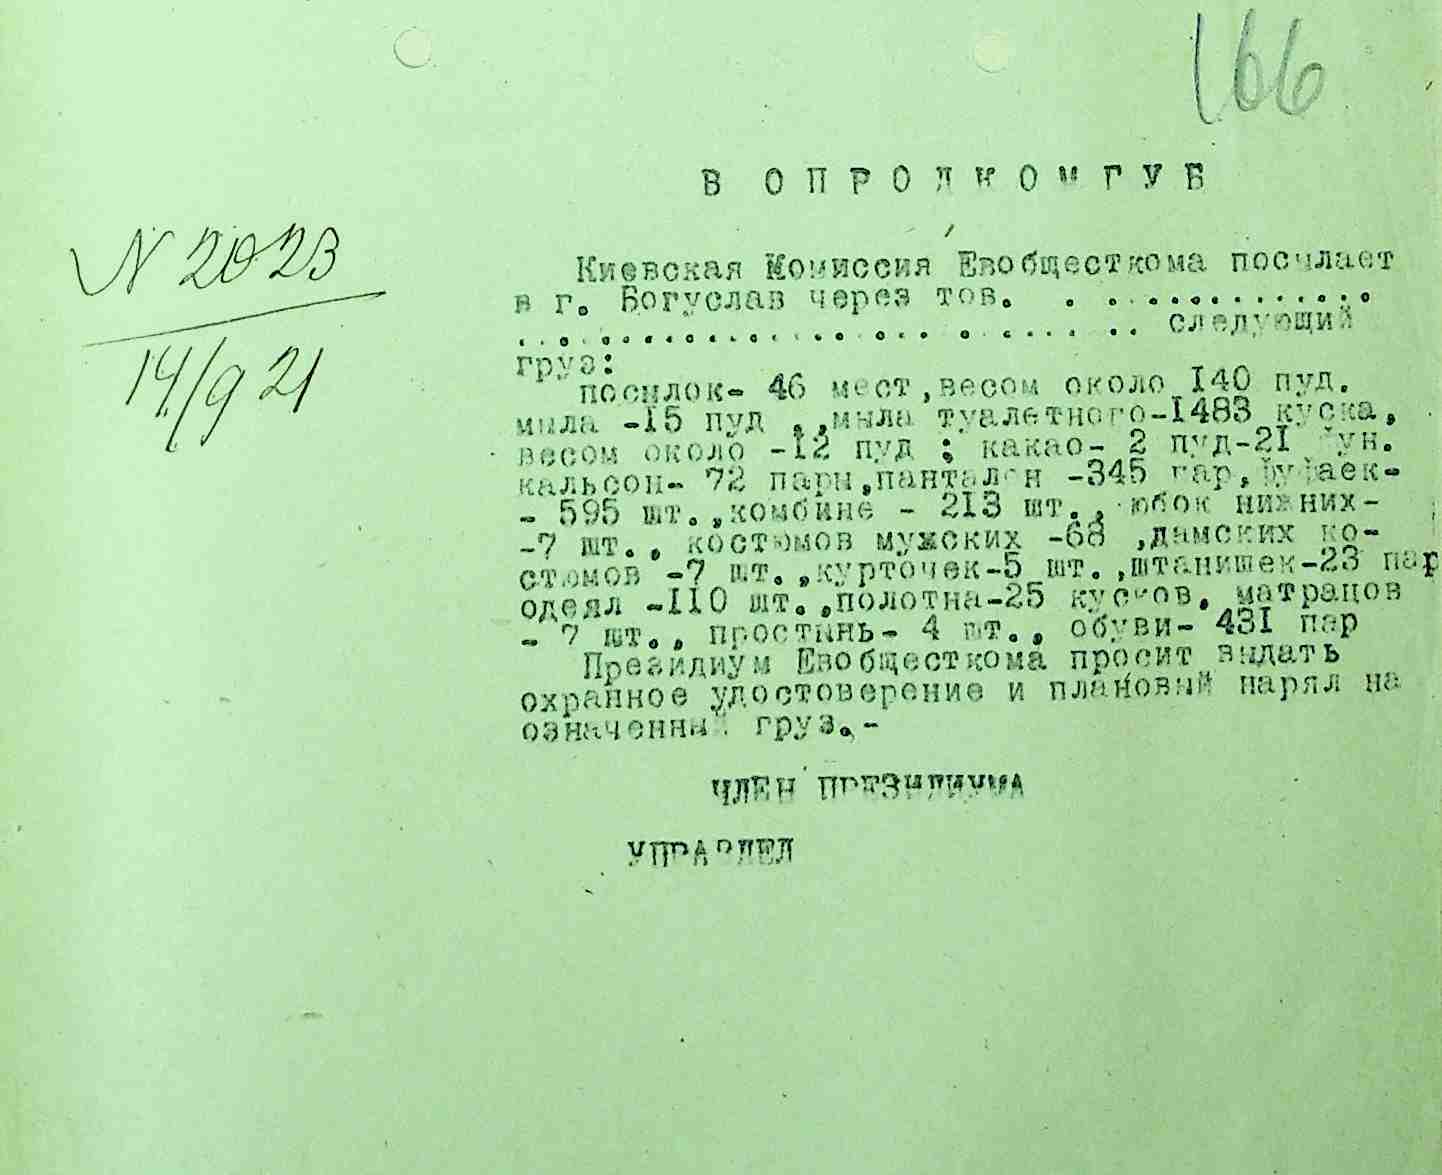 166
В ОПРОДКОМГУБ
N 2023
14/9 21
Киевская Комиссия Евобщесткома посылает
в г. Богуслав через тов. . . . . . . . . . . . . . . .
. . . . . . . . . . . . . . . . . . . . . . . . . . . следующий
груз:
посилок- 46 мест,весом около 140 пуд.
мыла -15 пуд .,мыла туалетного-1483 куска,
весом около -12 пуд ; какао- 2 пуд-21 фун.
кальсон- 72 пары,панталон -345 пар,фуфаек-
- 595 шт.,комбине - 213 шт., юбок нижних-
-7 шт., костюмов мужских -68 ,дамских ко-
стюмов -7 шт.,курточек-5 шт.,штанишек-23 пар
одеял -110 шт.,полотна-25 кусков, матрацов
- 7 шт., простынь- 4 шт., обуви- 431 пар
Президиум Евобщесткома просит выдать
охранное удостоверение и плановый наряд на
означенный груз.-
ЧЛЕН ПРЕЗИДИУМА
УПРАВДЕЛ